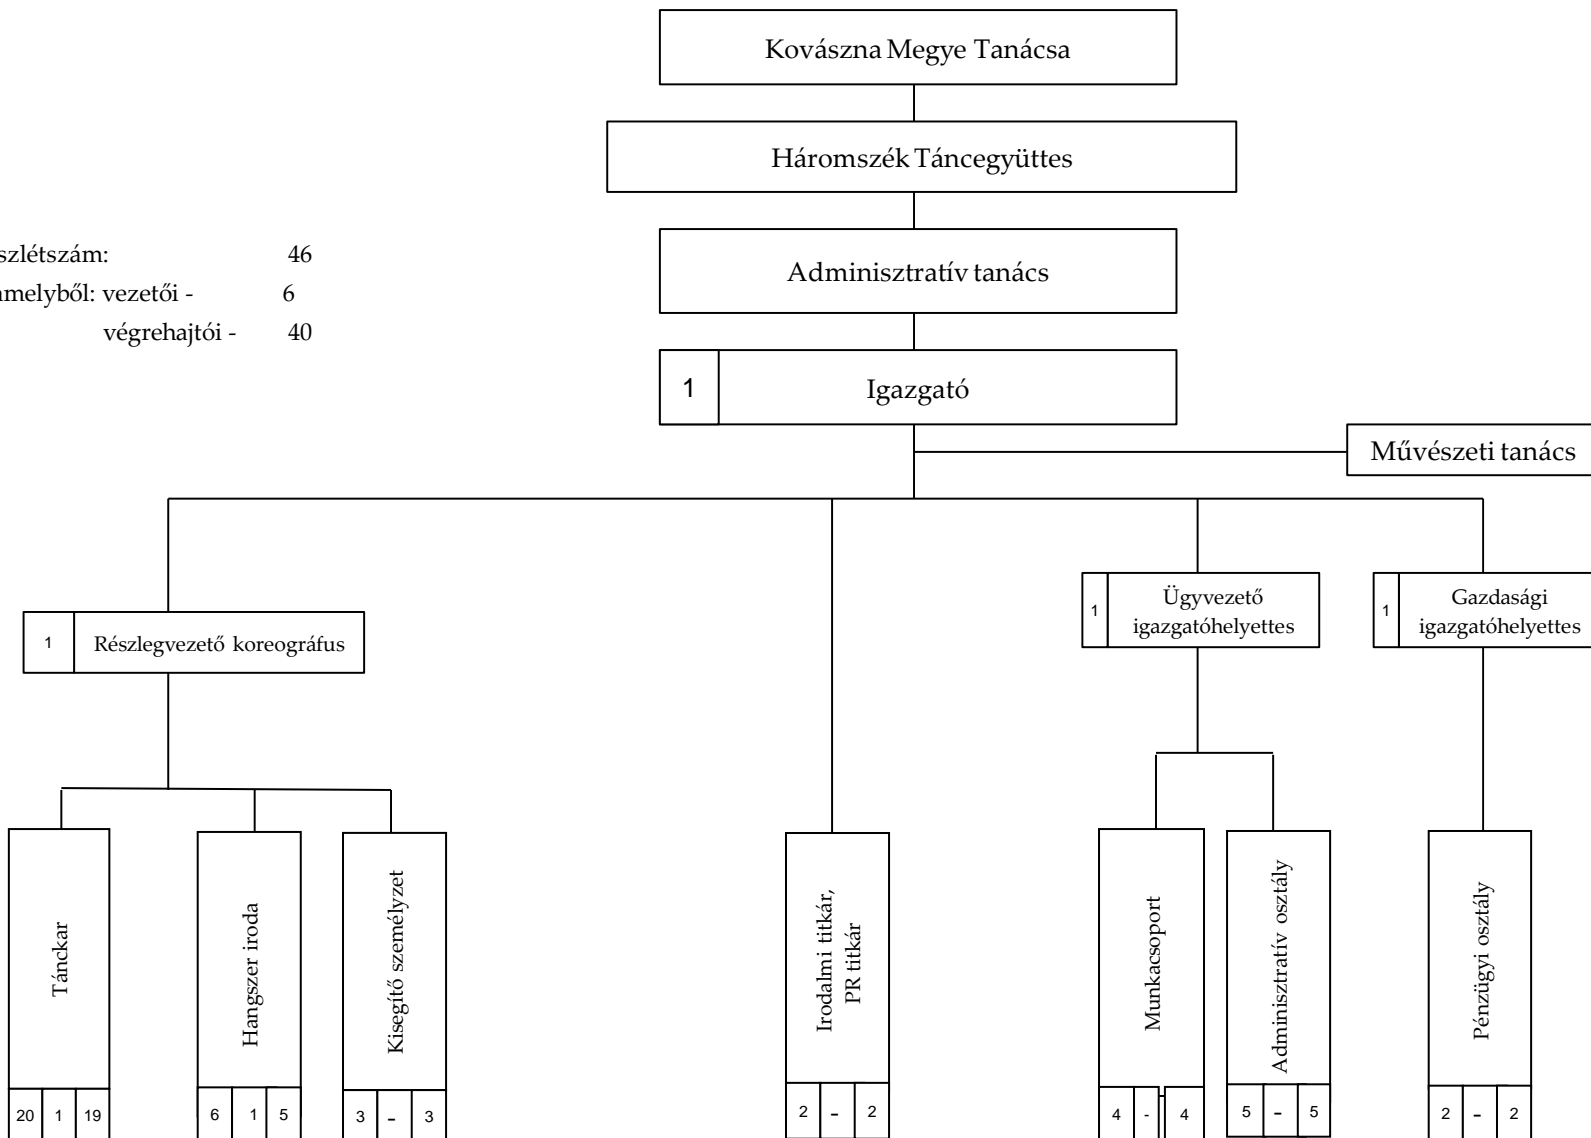 Kovászna Megye Tanácsa
Háromszék Táncegyüttes
szlétszám: 46
amelyből: vezetői - 6
végrehajtói - 40
Adminisztratív tanács
1 Igazgató
Művészeti tanács
1 Részlegvezető koreográfus
1 Ügyvezető
igazgatóhelyettes
1 Gazdasági
igazgatóhelyettes
Tánckar
20 1 19
Hangszer iroda
6 1 5
Kisegítő személyzet
3 - 3
Irodalmi titkár,
PR titkár
2 - 2
Munkacsoport
4 - 4
Adminisztratív osztály
5 - 5
Pénzügyi osztály
2 - 2